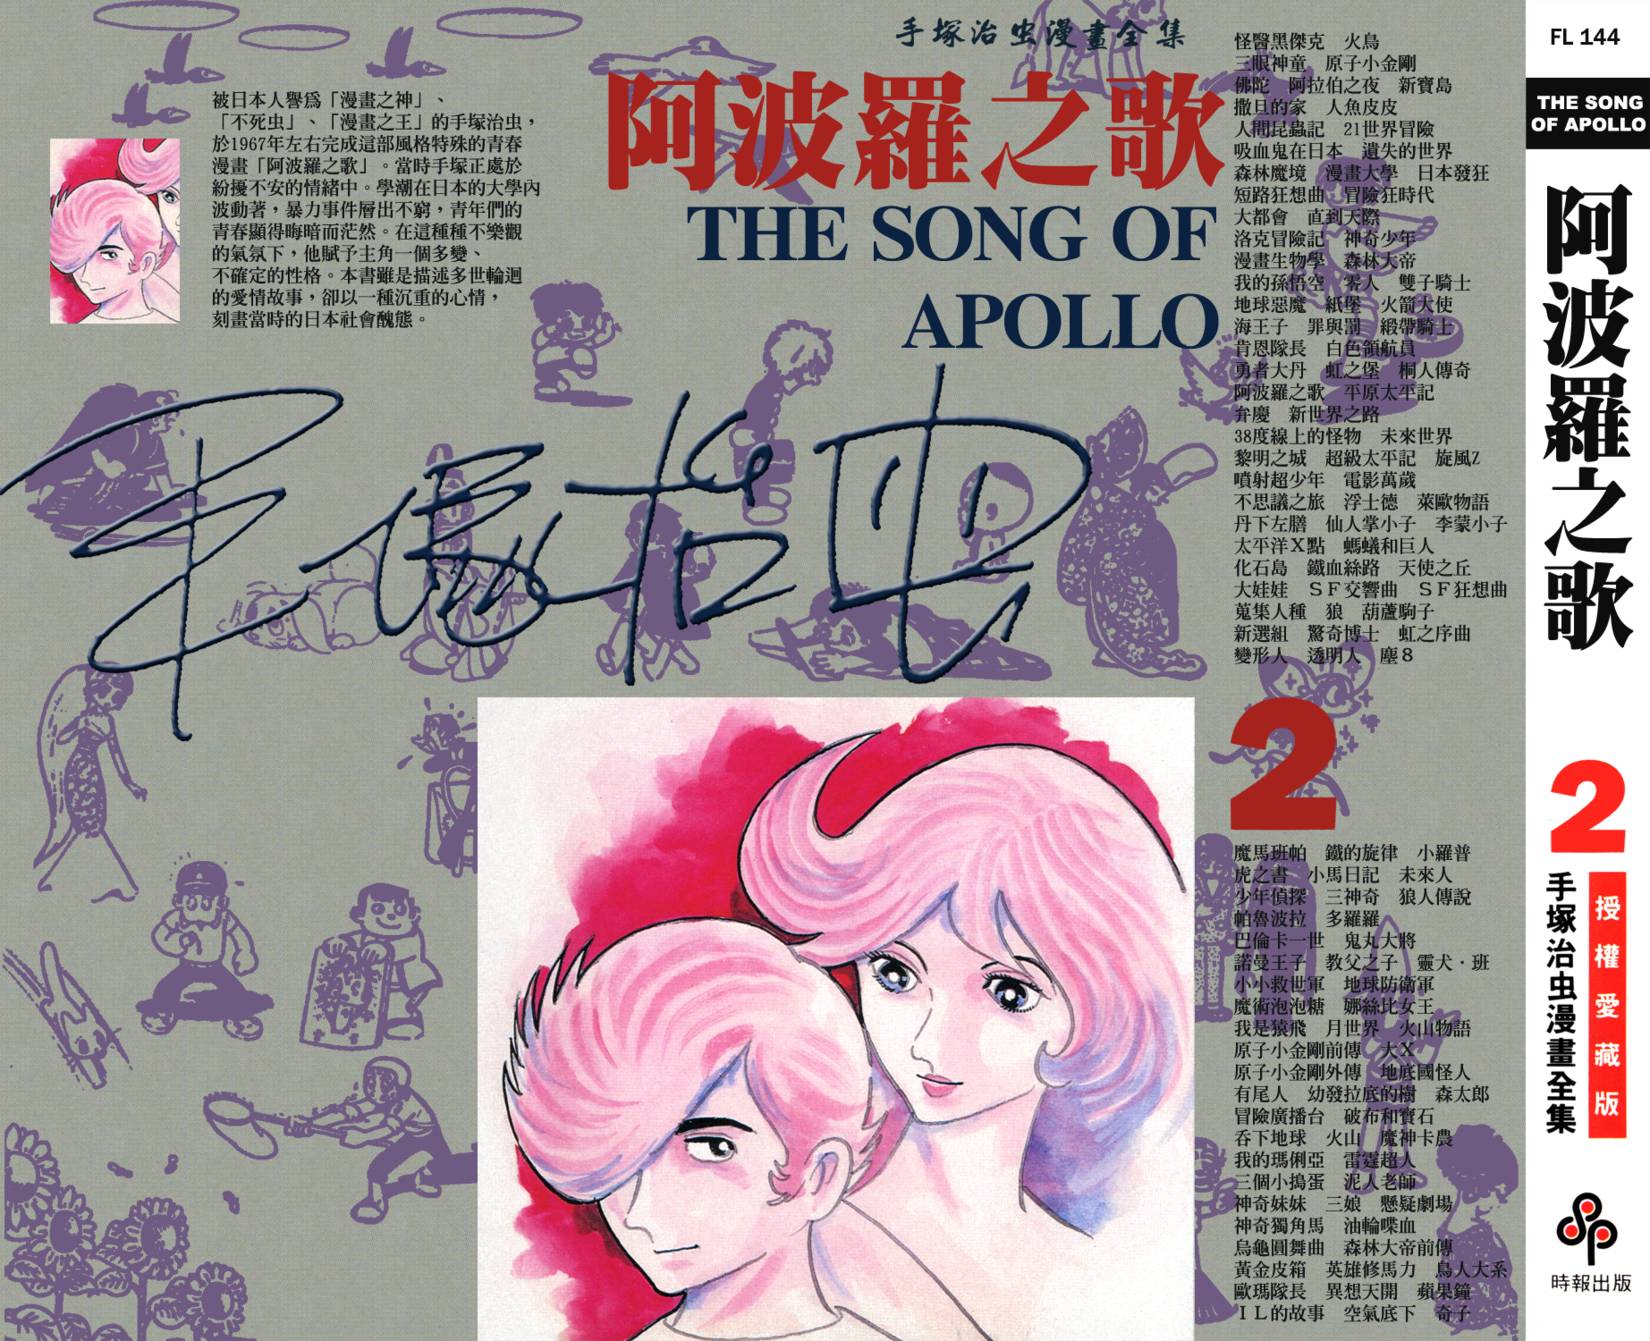 手塚治虫漫畫全集
阿波羅之歌
THE SONG OF
APOLLO
被日本人譽爲「漫畫之神」、
「不死虫」、「漫畫之王」的手塚治虫，
於1967年左右完成這部風格特殊的青春
漫畫「阿波羅之歌」。當時手塚正處於
紛擾不安的情緒中。學潮在日本的大學內
波動著，暴力事件層出不窮，青年們的
青春顯得晦暗而茫然。在這種種不樂觀
的氣氛下，他賦予主角一個多變、
不確定的性格。本書雖是描述多世輪迴
的愛情故事，卻以一種沉重的心情，
刻畫當時的日本社會醜態。
怪醫黑傑克　火鳥
三眼神童　原子小金剛
佛陀　阿拉伯之夜　新寶島
撒旦的家　人魚皮皮
人間昆蟲記　21世界冒險
吸血鬼在日本　遺失的世界
森林魔境　漫畫大學　日本發狂
短路狂想曲　冒險狂時代
大都會　直到天際
洛克冒險記　神奇少年
漫畫生物學　森林大帝
我的孫悟空　零人　雙子騎士
地球惡魔　紙堡　火箭大使
海王子　罪與罰　緞帶騎士
肯恩隊長　白色領航員
勇者大丹　虹之堡　桐人傳奇
阿波羅之歌　平原太平記
弁慶　新世界之路
38度線上的怪物　未來世界
黎明之城　超級太平記　旋風Z
噴射超少年　電影萬歲
不思議之旅　浮士德　萊歐物語
丹下左膳　仙人掌小子　李蒙小子
太平洋Ｘ點　螞蟻和巨人
化石島　鐵血絲路　天使之丘
大娃娃　ＳＦ交響曲　ＳＦ狂想曲
蒐集人種　狼　葫蘆駒子
新選組　驚奇博士　虹之序曲
變形人　透明人　塵８
2
魔馬班帕　鐵的旋律　小羅普
虎之書　小馬日記　未來人
少年偵探　三神奇　狼人傳說
帕魯波拉　多羅羅
巴倫卡一世　鬼丸大將
諾曼王子　教父之子　靈犬・班
小小救世軍　地球防衛軍
魔術泡泡糖　娜絲比女王
我是猿飛　月世界　火山物語
原子小金剛前傳　大Ｘ
原子小金剛外傳　地底國怪人
有尾人　幼發拉底的樹　森太郎
冒險廣播台　破布和寶石
吞下地球　火山　魔神卡農
我的瑪俐亞　雷霆超人
三個小搗蛋　泥人老師
神奇妹妹　三娘　懸疑劇場
神奇獨角馬　油輪喋血
烏龜圓舞曲　森林大帝前傳
黃金皮箱　英雄修馬力　鳥人大系
歐瑪隊長　異想天開　蘋果鐘
ＩＬ的故事　空氣底下　奇子
FL 144
THE SONG
OF APOLLO
阿波羅之歌
2
授權愛藏版
手塚治虫漫畫全集
時報出版